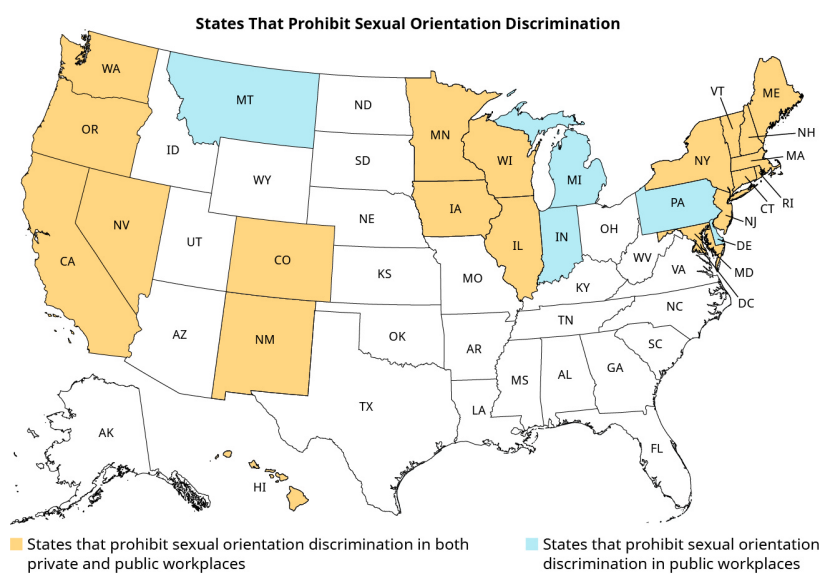 States That Prohibit Sexual Orientation Discrimination
WA
MT
ND
MN
VT
ME
OR
ID
SD
WI
NY
NH
MA
WY
MI
IA
NE
PA
CT
RI
NV
UT
CO
IL
IN
OH
NJ
DE
CA
KS
MO
WV
VA
MD
KY
DC
AZ
NM
OK
TN
NC
AR
SC
MS
AL
GA
TX
LA
AK
FL
HI
States that prohibit sexual orientation discrimination in both
private and public workplaces
States that prohibit sexual orientation
discrimination in public workplaces